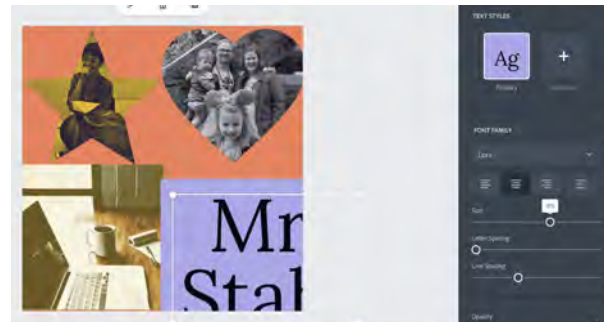 Mr
Stal
TEXT STYLES
Ag
+
Primary
FONT FAMILY
Lora
Size
Letter Spacing
Line Spacing
Opacity